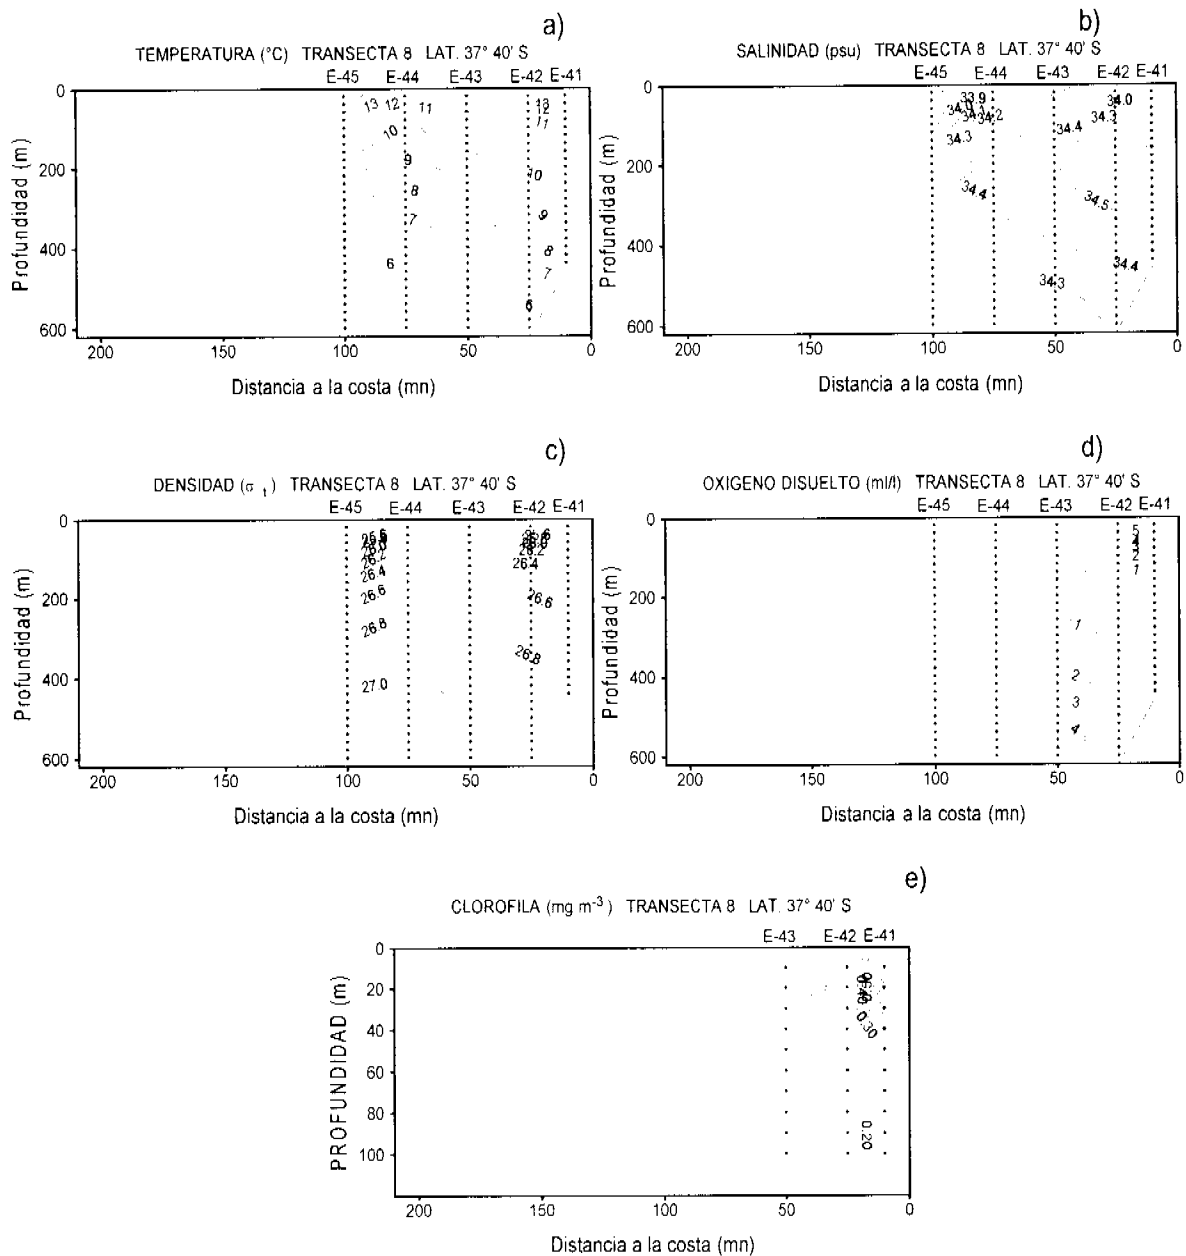 a)
TEMPERATURA (°C) TRANSECTA 8 LAT. 37° 40' S
E-45 E-44 E-43 E-42 E-41
0
200
400
600
Profundidad (m)
13 12 11
10
9
8
7
6
13
12
11
10
9
8
7
6
200 150 100 50 0
Distancia a la costa (mn)
b)
SALINIDAD (psu) TRANSECTA 8 LAT. 37° 40' S
E-45 E-44 E-43 E-42 E-41
0
200
400
600
Profundidad (m)
33.9
34.0
34.2
34.3
34.4
34.0
34.3
34.4
34.5
34.4
34.3
200 150 100 50 0
Distancia a la costa (mn)
c)
DENSIDAD (σ t) TRANSECTA 8 LAT. 37° 40' S
E-45 E-44 E-43 E-42 E-41
0
200
400
600
Profundidad (m)
26.2
26.4
26.6
26.8
27.0
26.2
26.4
26.6
26.8
200 150 100 50 0
Distancia a la costa (mn)
d)
OXIGENO DISUELTO (ml/l) TRANSECTA 8 LAT. 37° 40' S
E-45 E-44 E-43 E-42 E-41
0
200
400
600
Profundidad (m)
5
4
3
2
1
1
2
3
4
200 150 100 50 0
Distancia a la costa (mn)
e)
CLOROFILA (mg m-3) TRANSECTA 8 LAT. 37° 40' S
E-43 E-42 E-41
0
20
40
60
80
100
PROFUNDIDAD (m)
0.30
0.20
200 150 100 50 0
Distancia a la costa (mn)